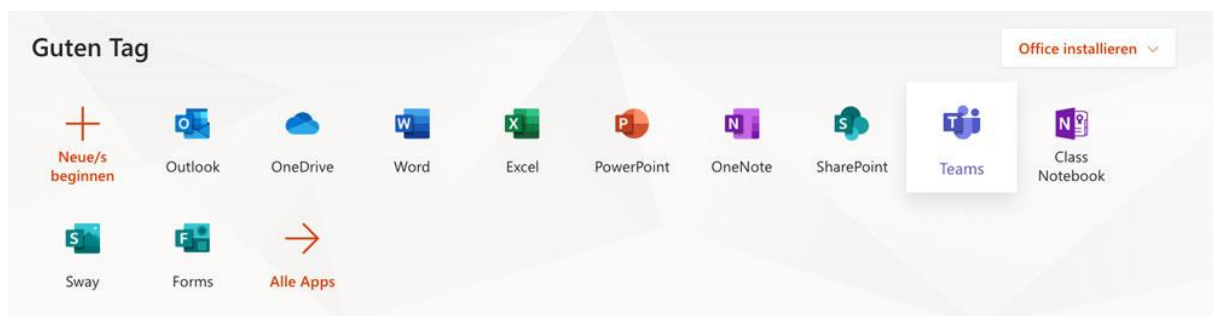 Guten Tag
Office installieren
Neue/s
beginnen
Outlook
OneDrive
Word
Excel
PowerPoint
OneNote
SharePoint
Teams
Class
Notebook
Sway
Forms
Alle Apps